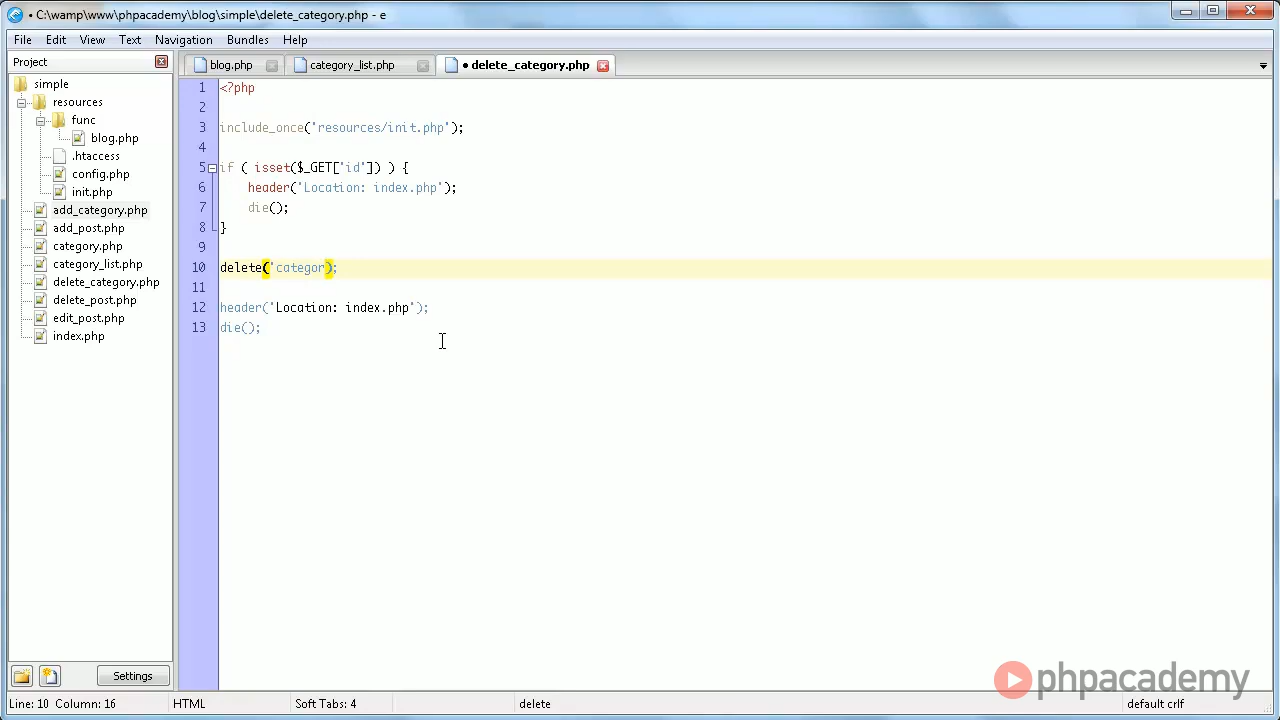 • C:\wamp\www\phpacademy\blog\simple\delete_category.php - e
File Edit View Text Navigation Bundles Help
Project
blog.php category_list.php • delete_category.php
simple
resources
func
blog.php
.htaccess
config.php
init.php
add_category.php
add_post.php
category.php
category_list.php
delete_category.php
delete_post.php
edit_post.php
index.php
1 <?php
2
3 include_once('resources/init.php');
4
5 if ( isset($_GET['id']) ) {
6 header('Location: index.php');
7 die();
8 }
9
10 delete('categor);
11
12 header('Location: index.php');
13 die();
Settings
phpacademy
Line: 10 Column: 16 HTML Soft Tabs: 4 delete default crlf